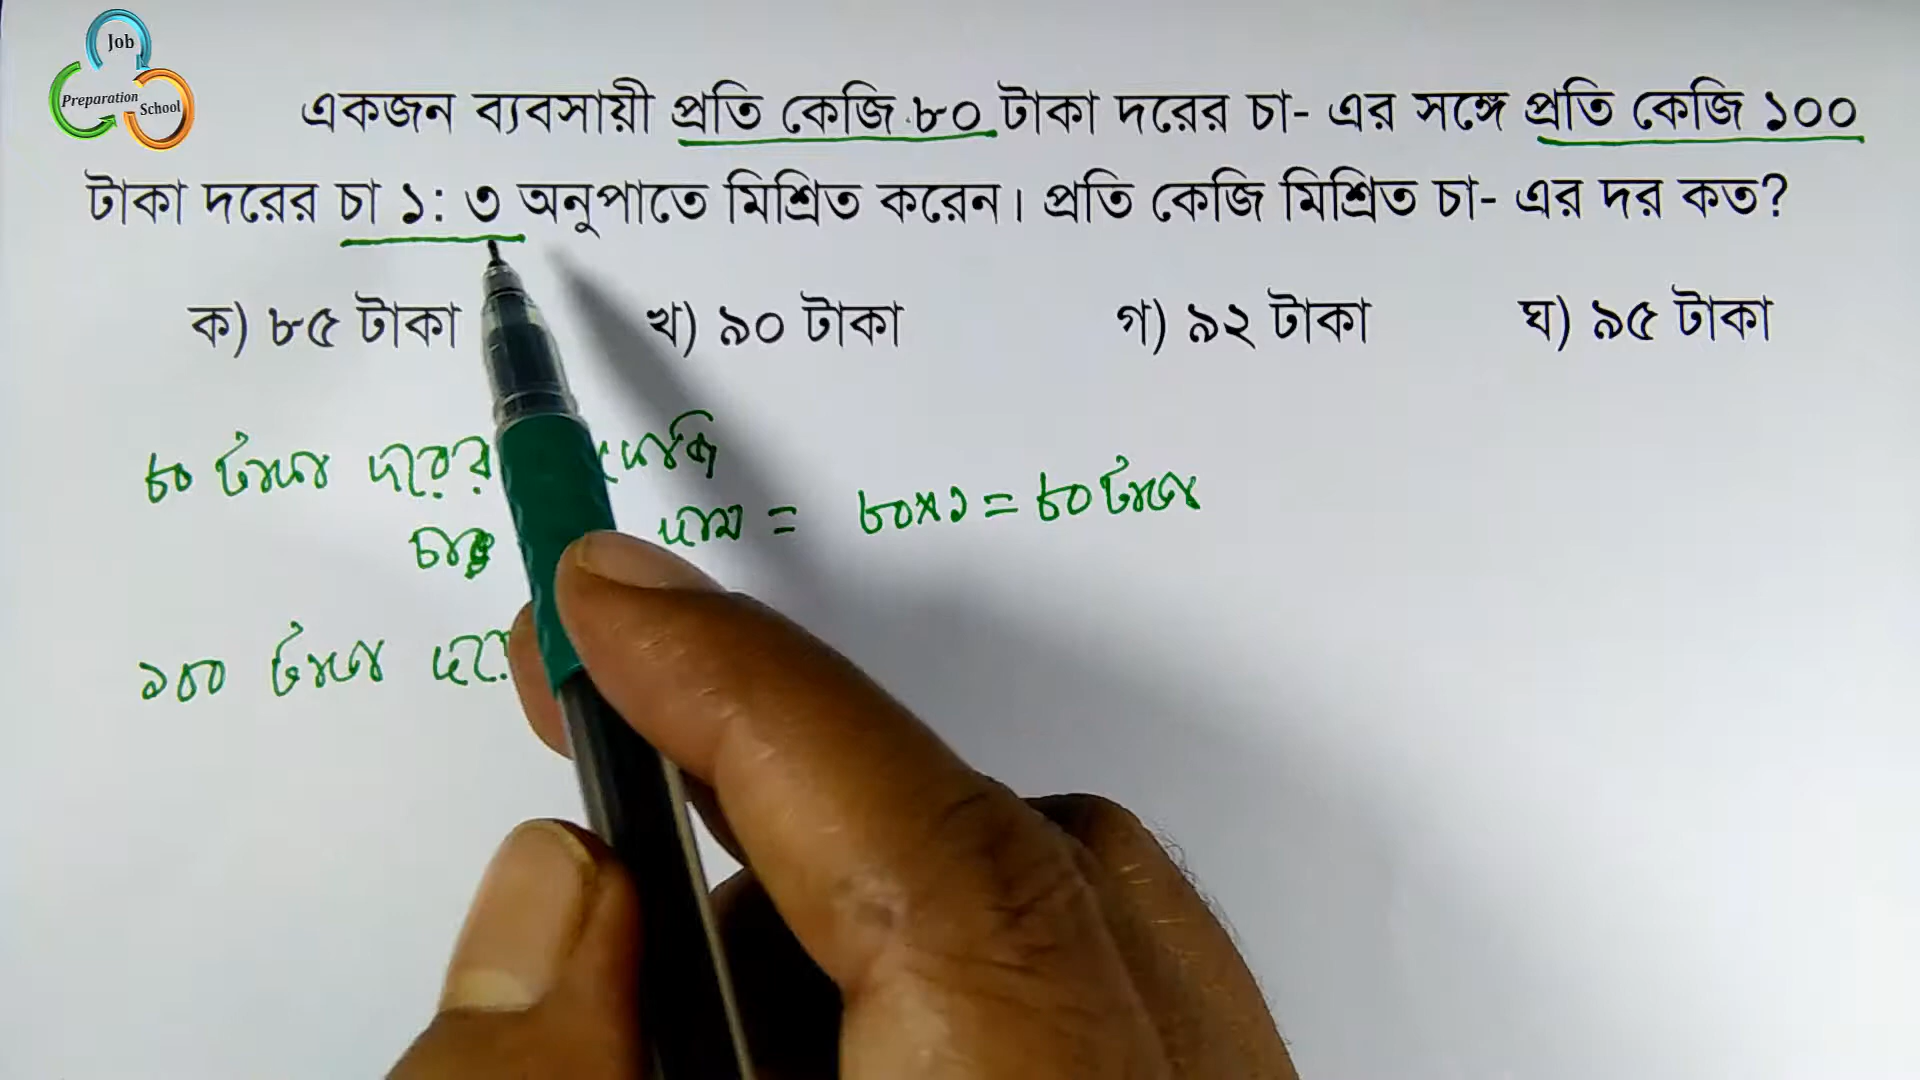 Job
Preparation
School
একজন ব্যবসায়ী প্রতি কেজি ৮০ টাকা দরের চা- এর সঙ্গে প্রতি কেজি ১০০
টাকা দরের চা ১: ৩ অনুপাতে মিশ্রিত করেন। প্রতি কেজি মিশ্রিত চা- এর দর কত?
ক) ৮৫ টাকা খ) ৯০ টাকা গ) ৯২ টাকা ঘ) ৯৫ টাকা
৮০ টাকা দরের কেজি
চার দাম = ৮০×১ = ৮০ টাকা
১০০ টাকা